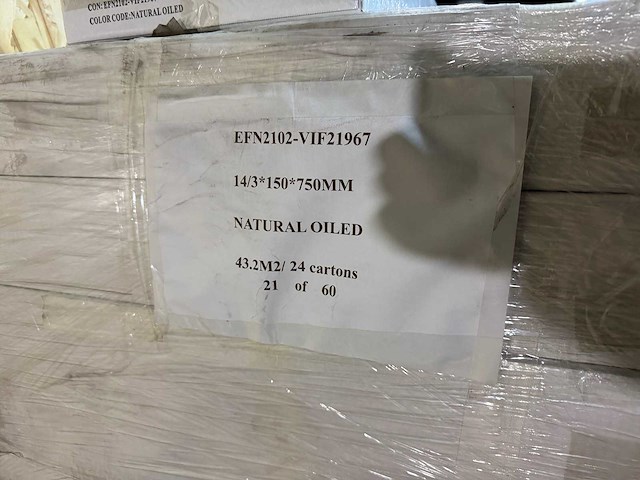 COLOR CODE:NATURAL OILED
EFN2102-VIF21967
14/3*150*750MM
NATURAL OILED
43.2M2/ 24 cartons
21 of 60